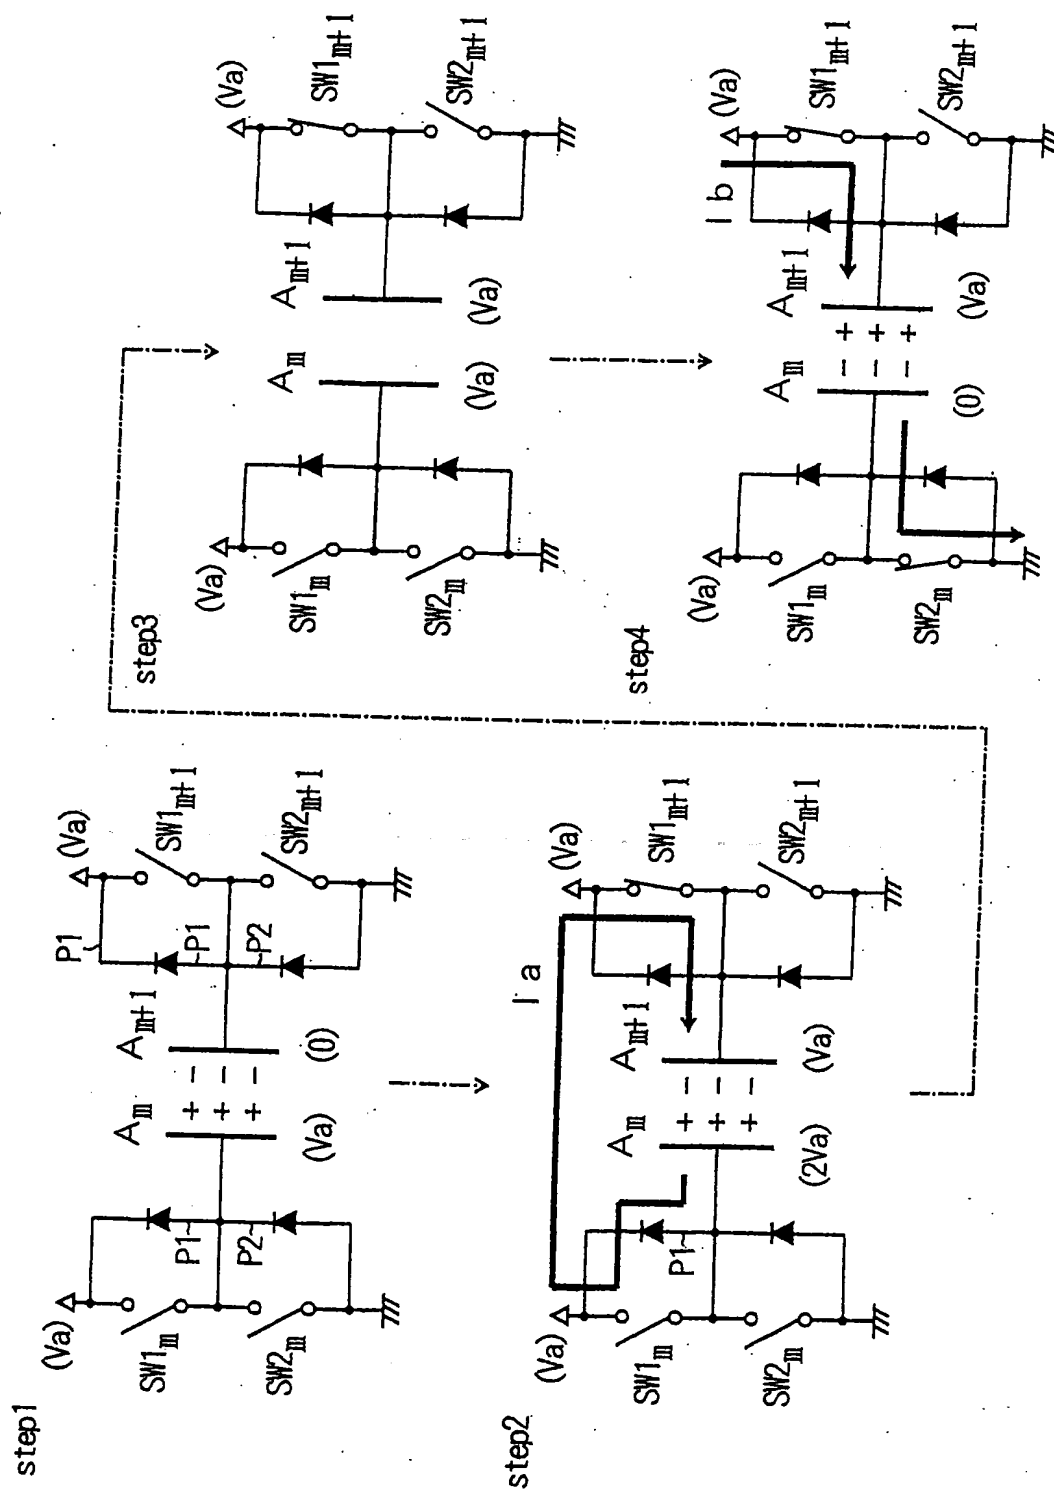 step1
(Va)
SW1m
SW2m
P1
P2
Am
(Va)
+ −
+ −
+ −
Am+1
(0)
P1
P1
P2
(Va)
SW1m+1
SW2m+1
step2
(Va)
SW1m
SW2m
P1
Am
(2Va)
+ −
+ −
+ −
Am+1
(Va)
Ia
(Va)
SW1m+1
SW2m+1
step3
(Va)
SW1m
SW2m
Am
(Va)
Am+1
(Va)
(Va)
SW1m+1
SW2m+1
step4
(Va)
SW1m
SW2m
Am
(0)
− +
− +
− +
Am+1
(Va)
Ib
(Va)
SW1m+1
SW2m+1